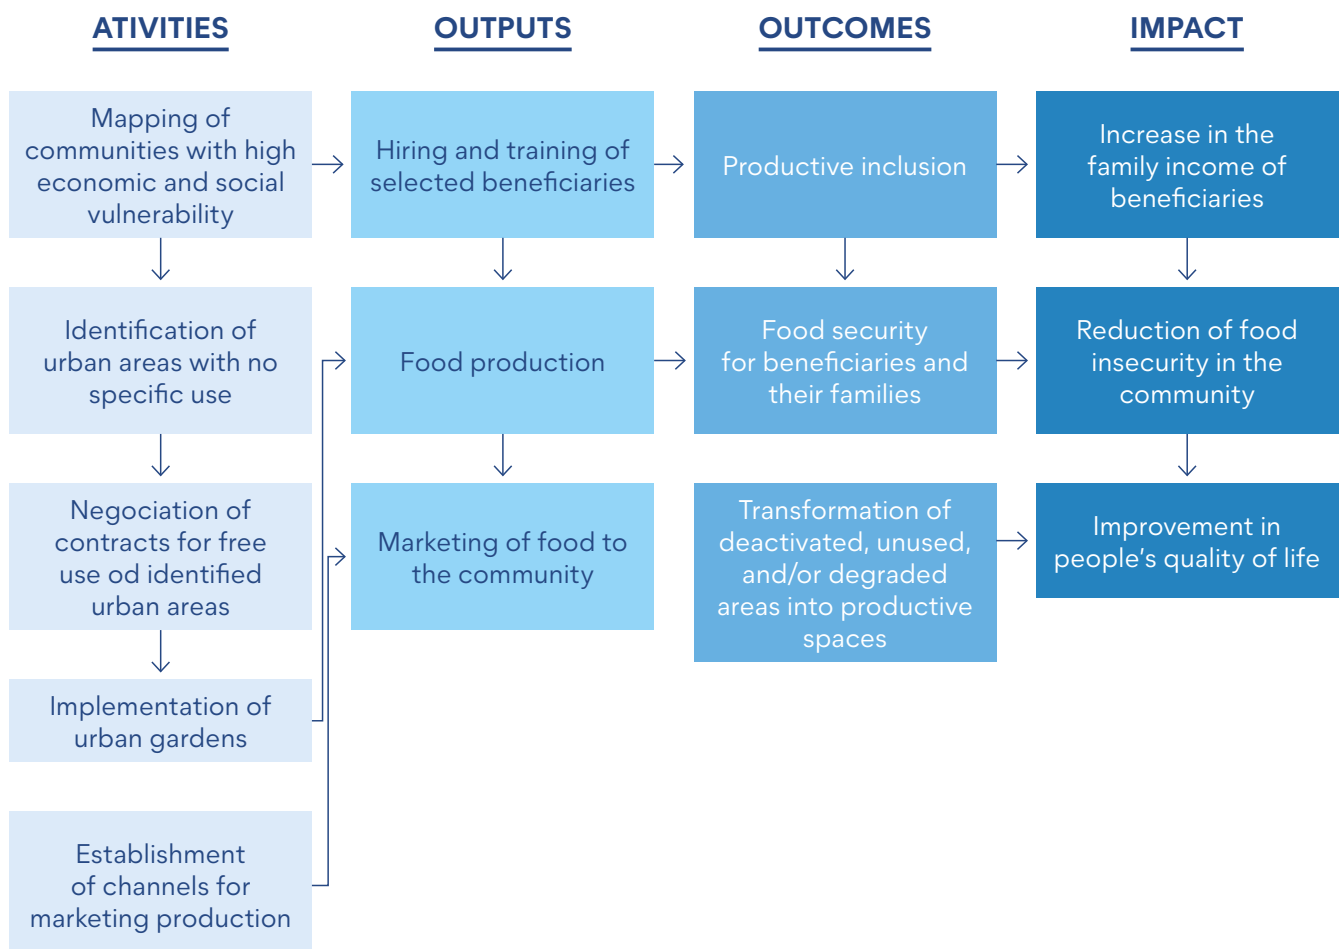 ATIVITIES
OUTPUTS
OUTCOMES
IMPACT
Mapping of
communities with high
economic and social
vulnerability
Hiring and training of
selected beneficiaries
Productive inclusion
Increase in the
family income of
beneficiaries
Identification of
urban areas with no
specific use
Food production
Food security
for beneficiaries and
their families
Reduction of food
insecurity in the
community
Negociation of
contracts for free
use od identified
urban areas
Marketing of food to
the community
Transformation of
deactivated, unused,
and/or degraded
areas into productive
spaces
Improvement in
people’s quality of life
Implementation of
urban gardens
Establishment
of channels for
marketing production